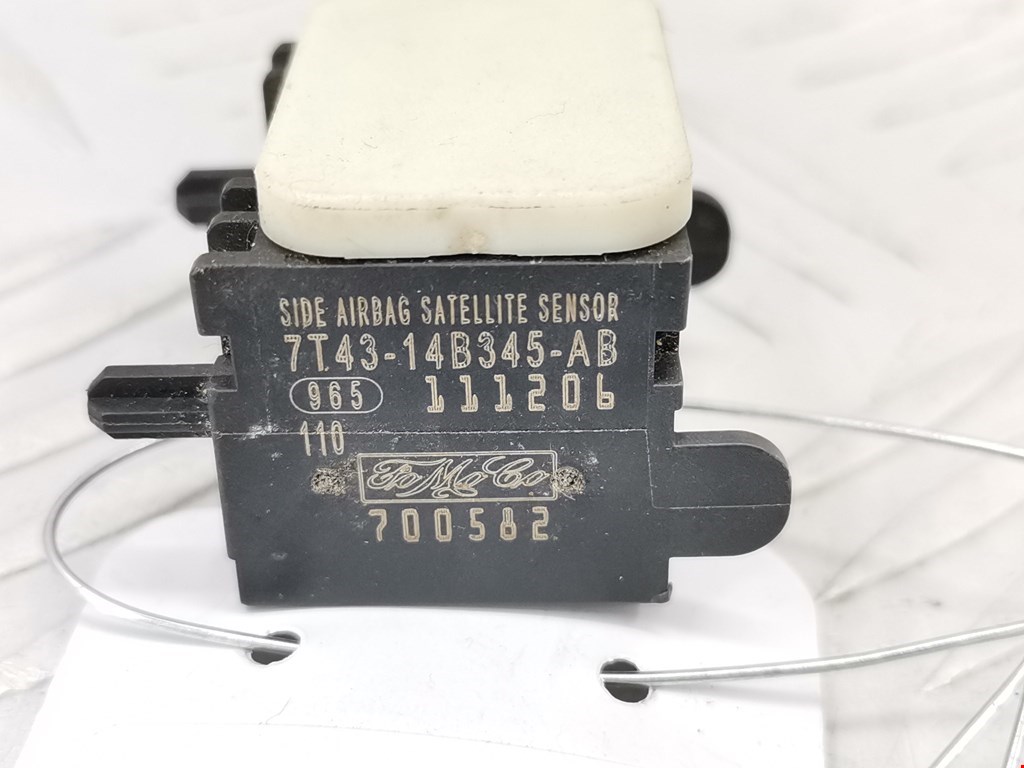 SIDE AIRBAG SATELLITE SENSOR
7T43-14B345-AB
965 111206
110
FoMoCo
700582